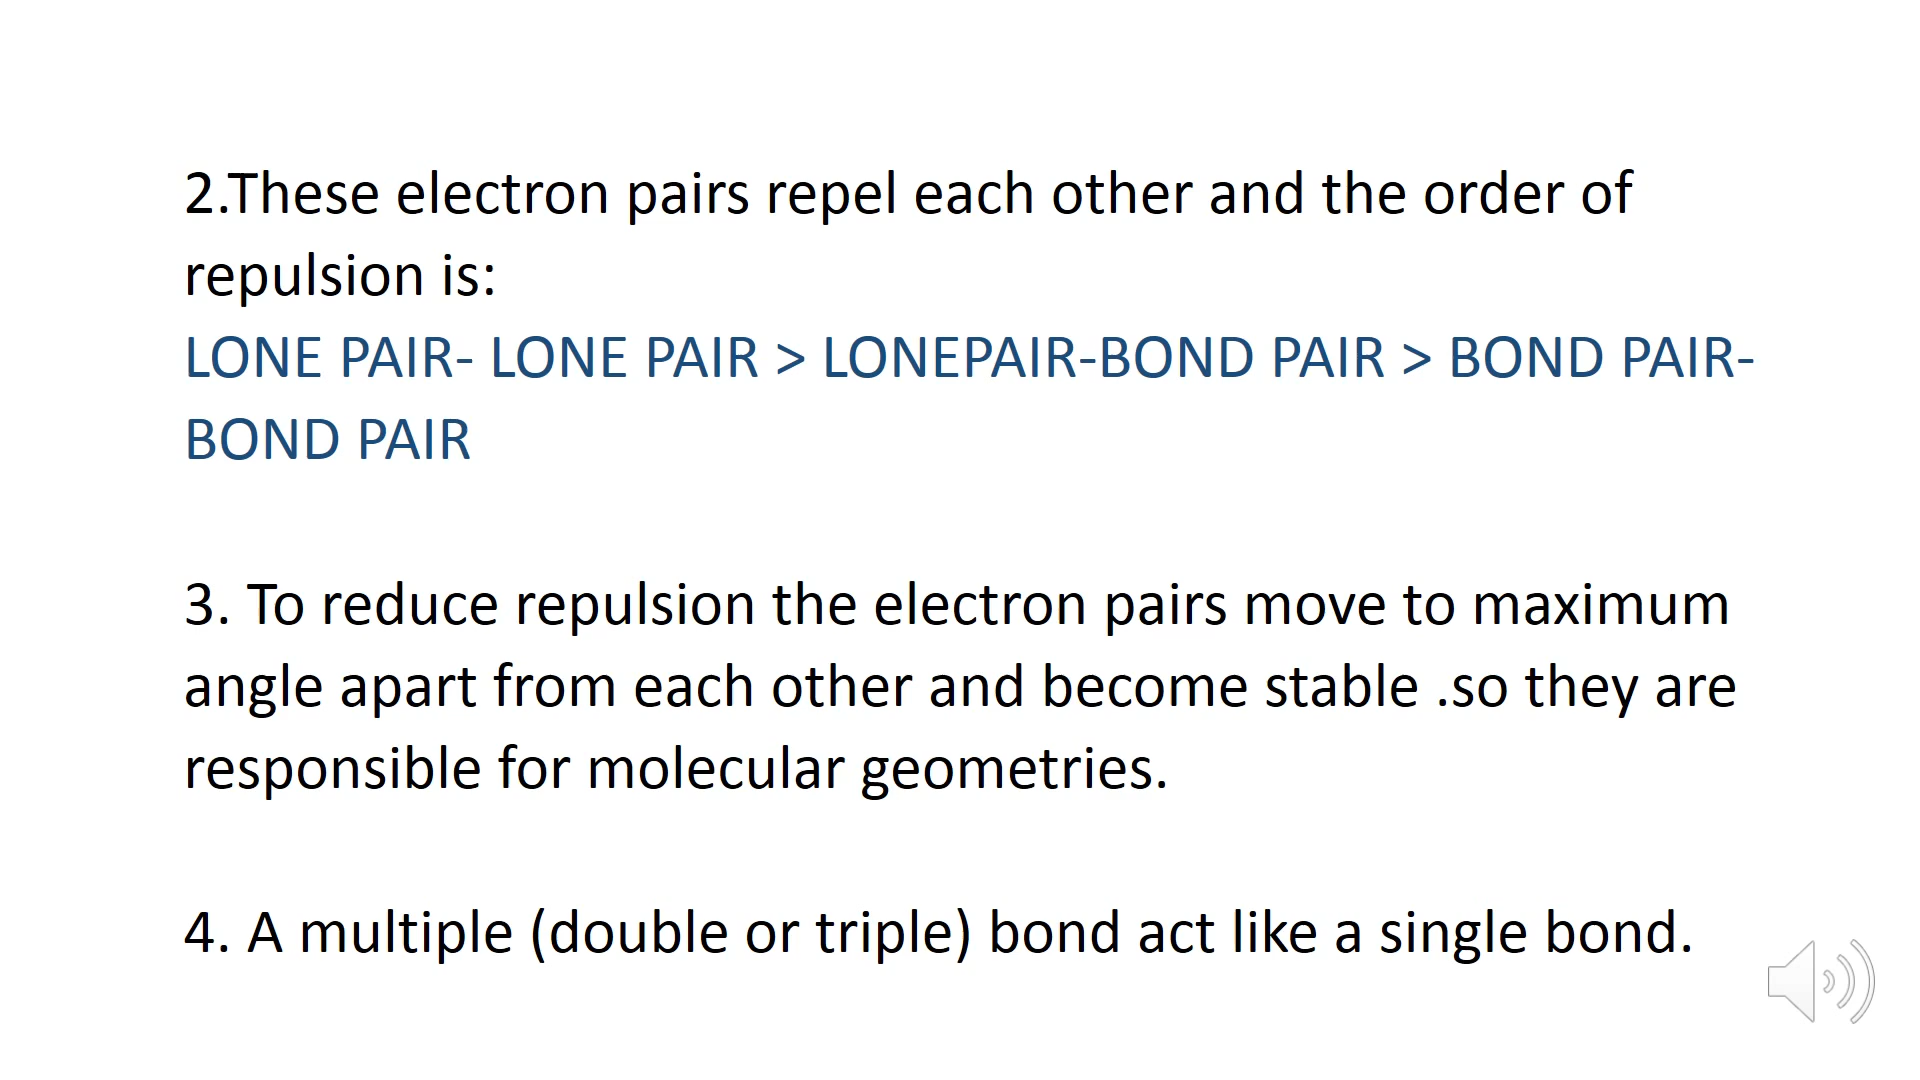 2.These electron pairs repel each other and the order of
repulsion is:
LONE PAIR- LONE PAIR > LONEPAIR-BOND PAIR > BOND PAIR-
BOND PAIR
3. To reduce repulsion the electron pairs move to maximum
angle apart from each other and become stable .so they are
responsible for molecular geometries.
4. A multiple (double or triple) bond act like a single bond.